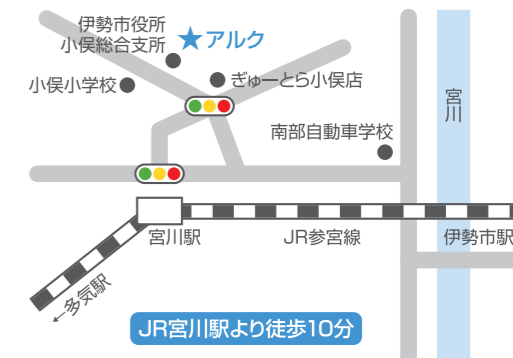 伊勢市役所
小俣総合支所
★アルク
小俣小学校
ぎゅーとら小俣店
南部自動車学校
宮川
宮川駅
JR参宮線
伊勢市駅
←多気駅
JR宮川駅より徒歩10分